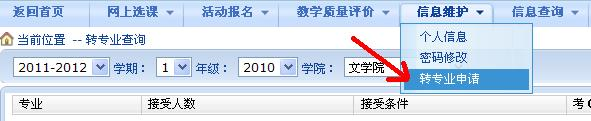 返回首页 网上选课 活动报名 教学质量评价 信息维护 信息查询
当前位置 -- 转专业查询
个人信息
密码修改
2011-2012 学期： 1 年级： 2010 学院： 文学院
转专业申请
专业 接受人数 接受条件 考